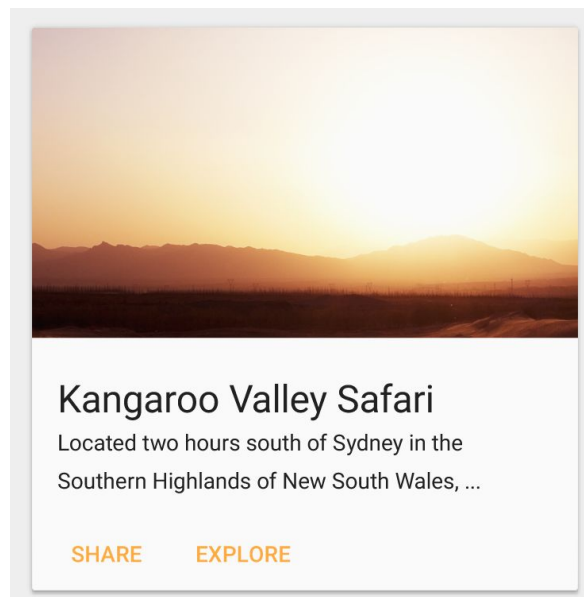 Kangaroo Valley Safari
Located two hours south of Sydney in the
Southern Highlands of New South Wales, ...
SHARE EXPLORE